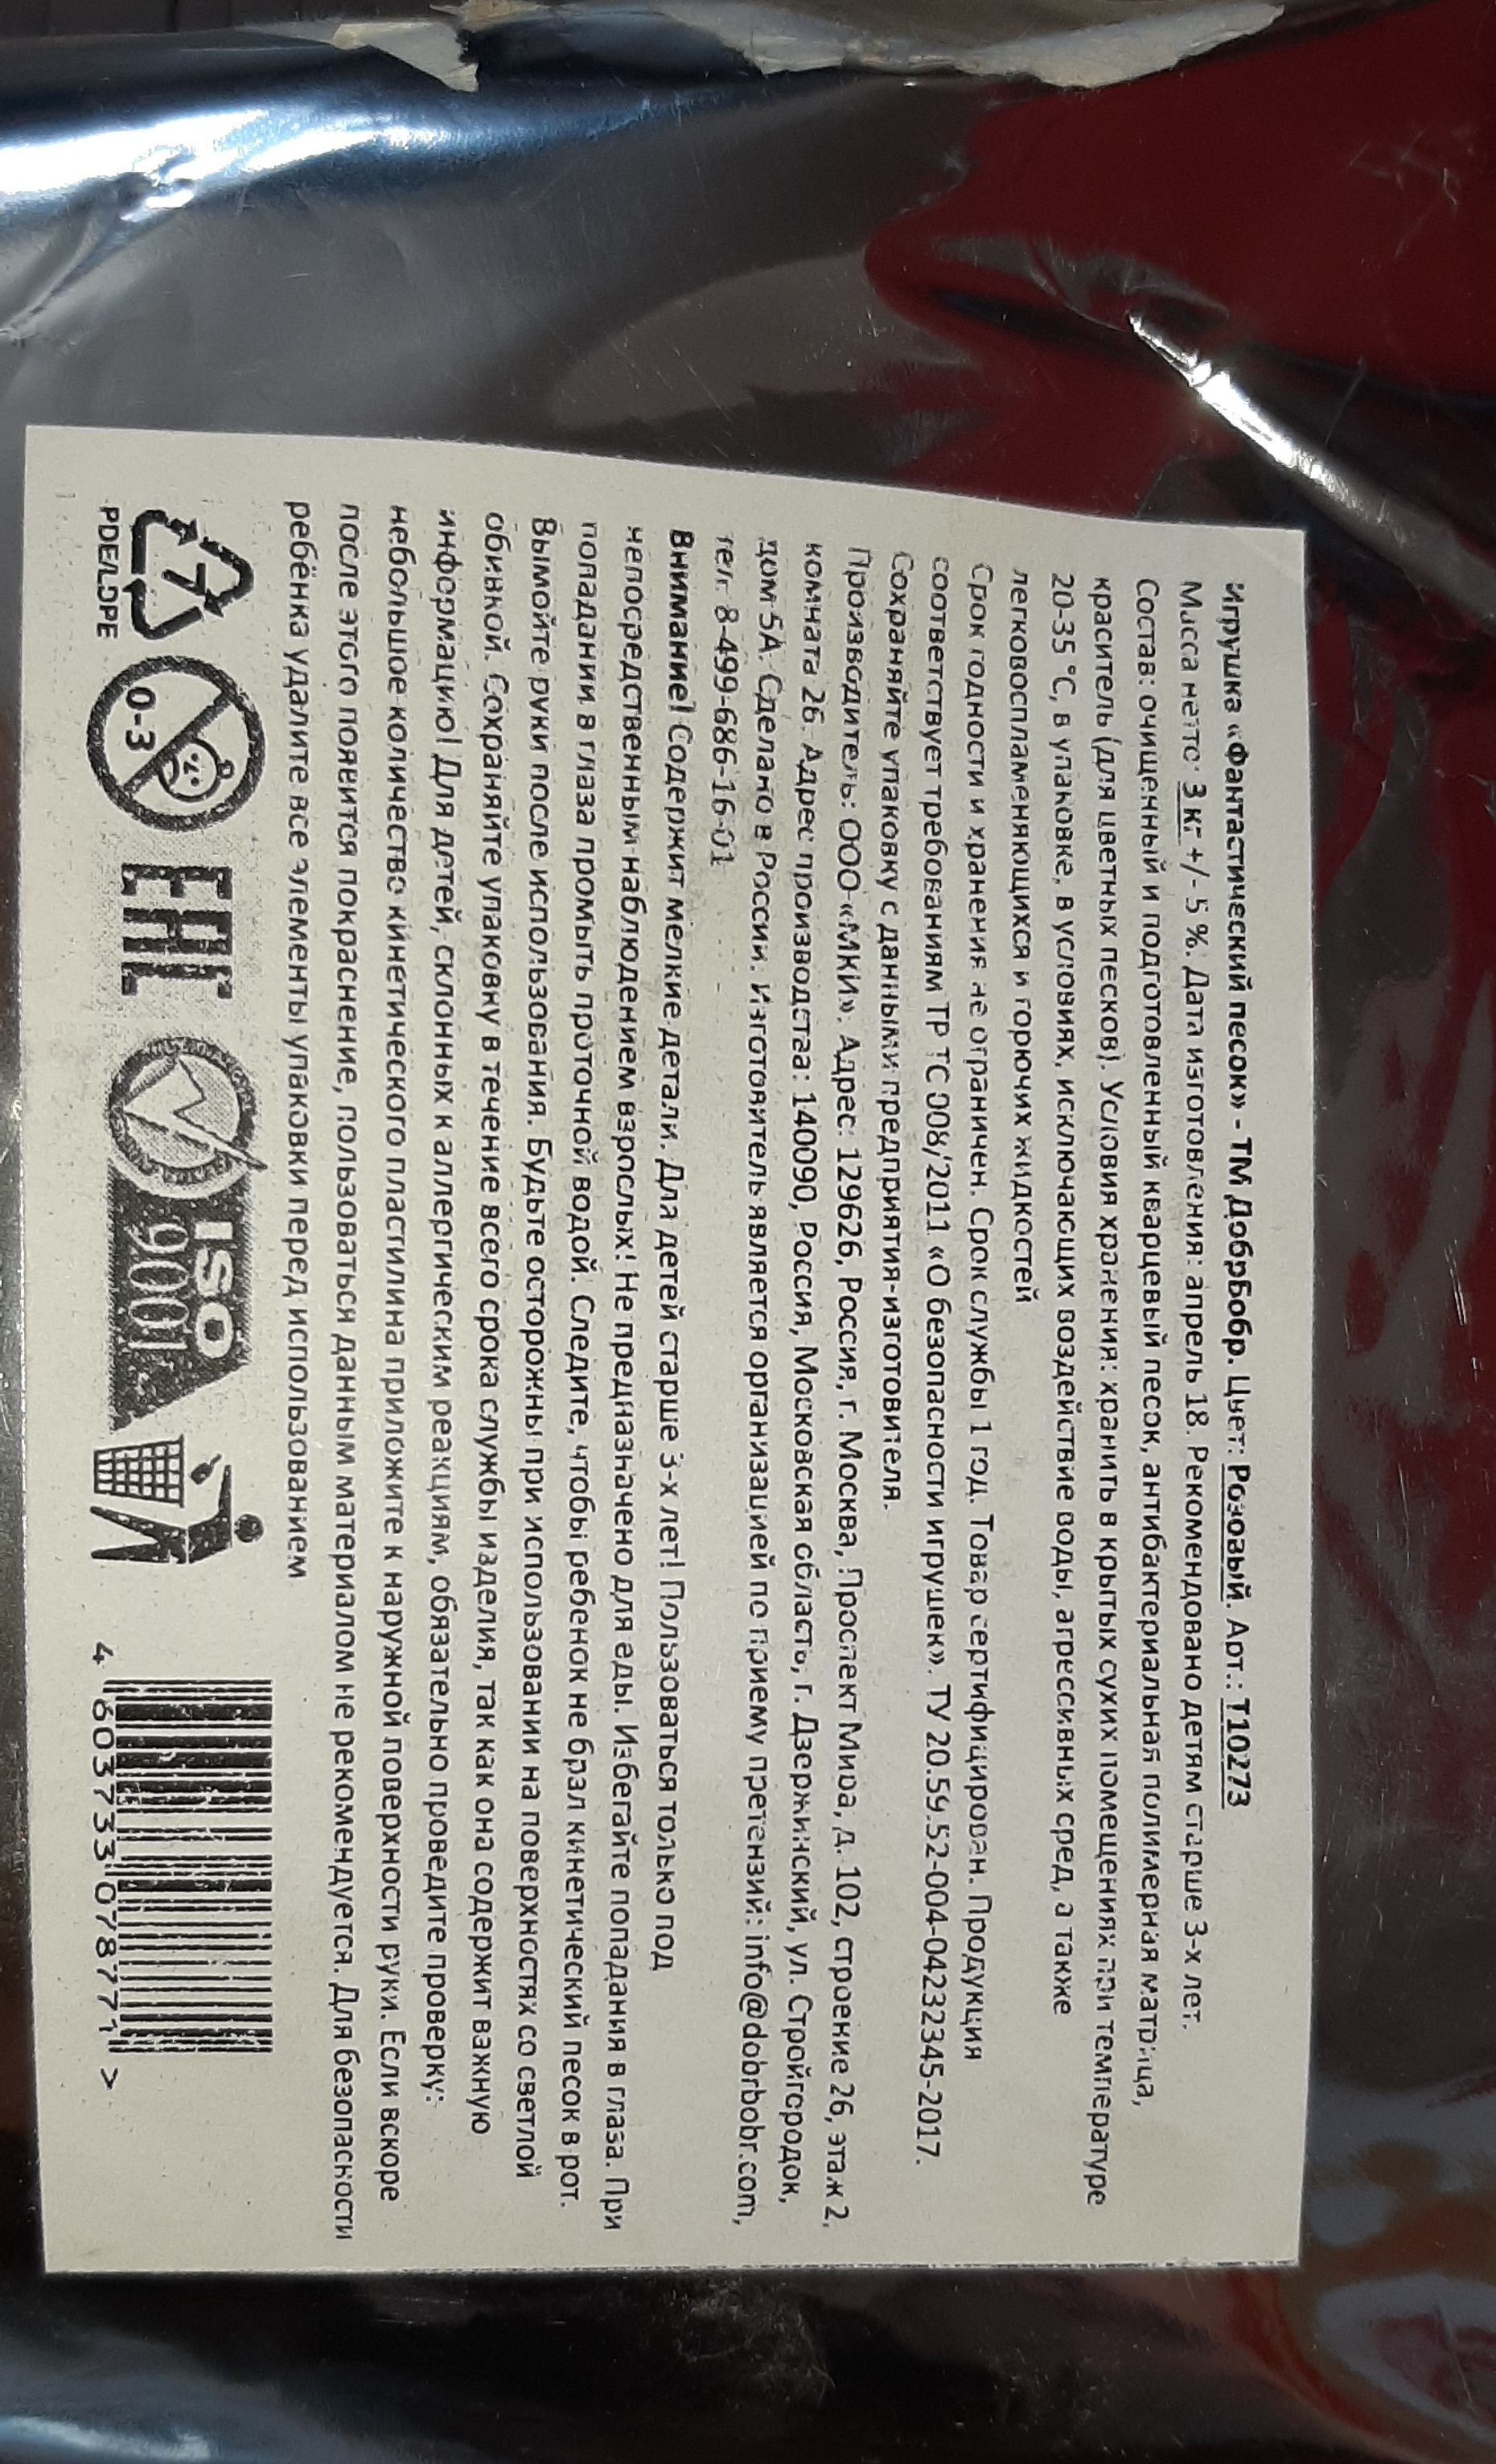 Игрушка «Фантастический песок» - ТМ ДобрБобр. Цвет: Розовый. Арт.: Т10273
Масса нетто: 3 кг +/- 5 %. Дата изготовления: апрель 18. Рекомендовано детям старше 3-х лет.
Состав: очищенный и подготовленный кварцевый песок, антибактериальная полимерная матрица,
краситель (для цветных песков). Условия хранения: хранить в крытых сухих помещениях при температуре
20-35 °C, в упаковке, в условиях, исключающих воздействие воды, агрессивных сред, а также
легковоспламеняющихся и горючих жидкостей
Срок годности и хранения не ограничен. Срок службы 1 год. Товар сертифицирован. Продукция
соответствует требованиям ТР ТС 008/2011 «О безопасности игрушек». ТУ 20.59.52-004-04232345-2017.
Сохраняйте упаковку с данными предприятия-изготовителя.
Производитель: ООО «МКИ». Адрес: 129626, Россия, г. Москва, Проспект Мира, д. 102, строение 26, этаж 2,
комната 26. Адрес производства: 140090, Россия, Московская область, г. Дзержинский, ул. Стройгородок,
дом 5А. Сделано в России. Изготовитель является организацией по приему претензий: info@dobrbobr.com,
тел. 8-499-686-16-01
Внимание! Содержит мелкие детали. Для детей старше 3-х лет! Пользоваться только под
непосредственным наблюдением взрослых! Не предназначено для еды. Избегайте попадания в глаза. При
попадании в глаза промыть проточной водой. Следите, чтобы ребенок не брал кинетический песок в рот.
Вымойте руки после использования. Будьте осторожны при использовании на поверхностях со светлой
обивкой. Сохраняйте упаковку в течение всего срока службы изделия, так как она содержит важную
информацию! Для детей, склонных к аллергическим реакциям, обязательно проведите проверку:
небольшое количество кинетического пластилина приложите к наружной поверхности руки. Если вскоре
после этого появится покраснение, пользоваться данным материалом не рекомендуется. Для безопасности
ребёнка удалите все элементы упаковки перед использованием
7
PDE/LDPE
0-3
EAC
ISO
9001
4 603733 078771 >